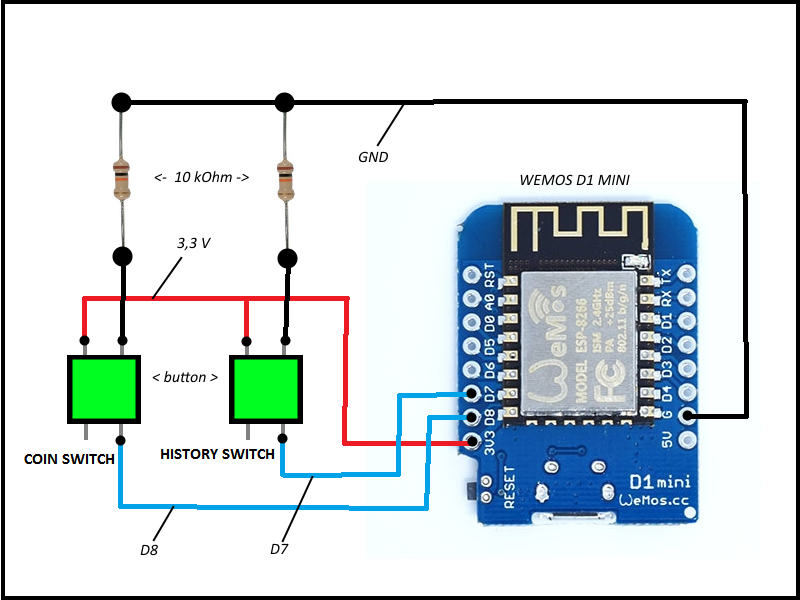 GND
<- 10 kOhm ->
WEMOS D1 MINI
3,3 V
RST
A0
D0
D5
D6
D7
D8
3V3
TX
RX
D1
D2
D3
D4
G
5V
WeMos
MODEL ESP-8266
ISM 2.4GHz
PA +25dBm
802.11 b/g/n
FC
< button >
COIN SWITCH
HISTORY SWITCH
RESET
D1 mini
WeMos.cc
D8
D7